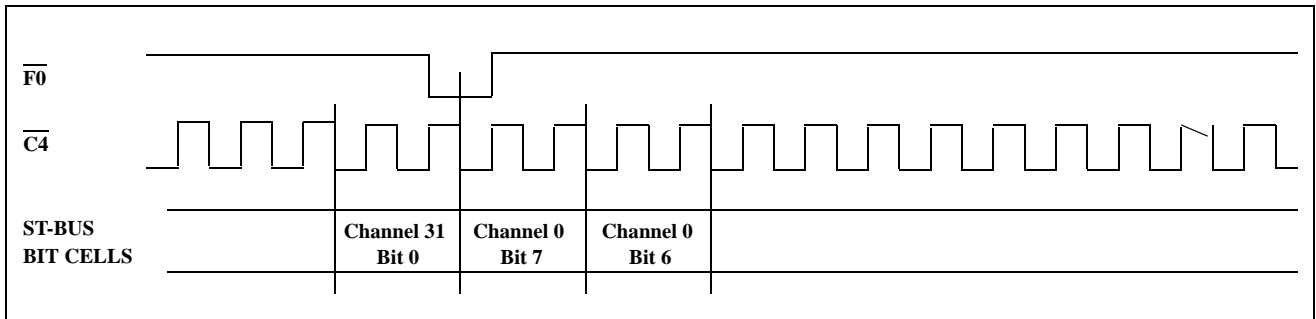 F0
C4
ST-BUS
BIT CELLS
Channel 31
Bit 0
Channel 0
Bit 7
Channel 0
Bit 6